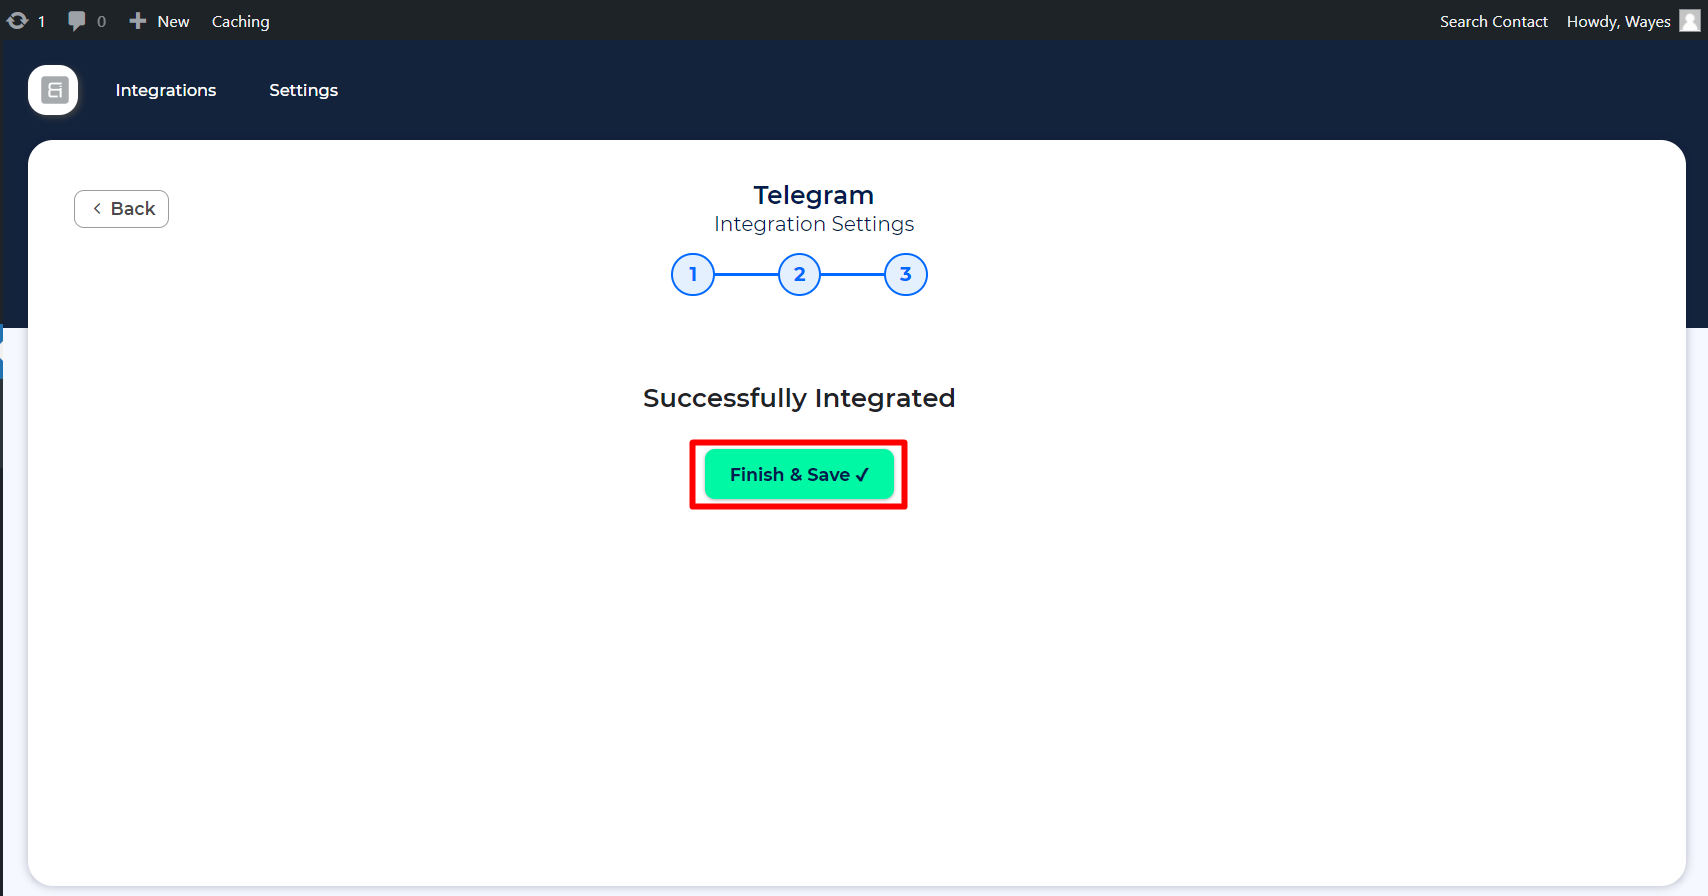 1 0 New Caching Search Contact Howdy, Wayes
Integrations Settings
Back
Telegram
Integration Settings
1 2 3
Successfully Integrated
Finish & Save ✓